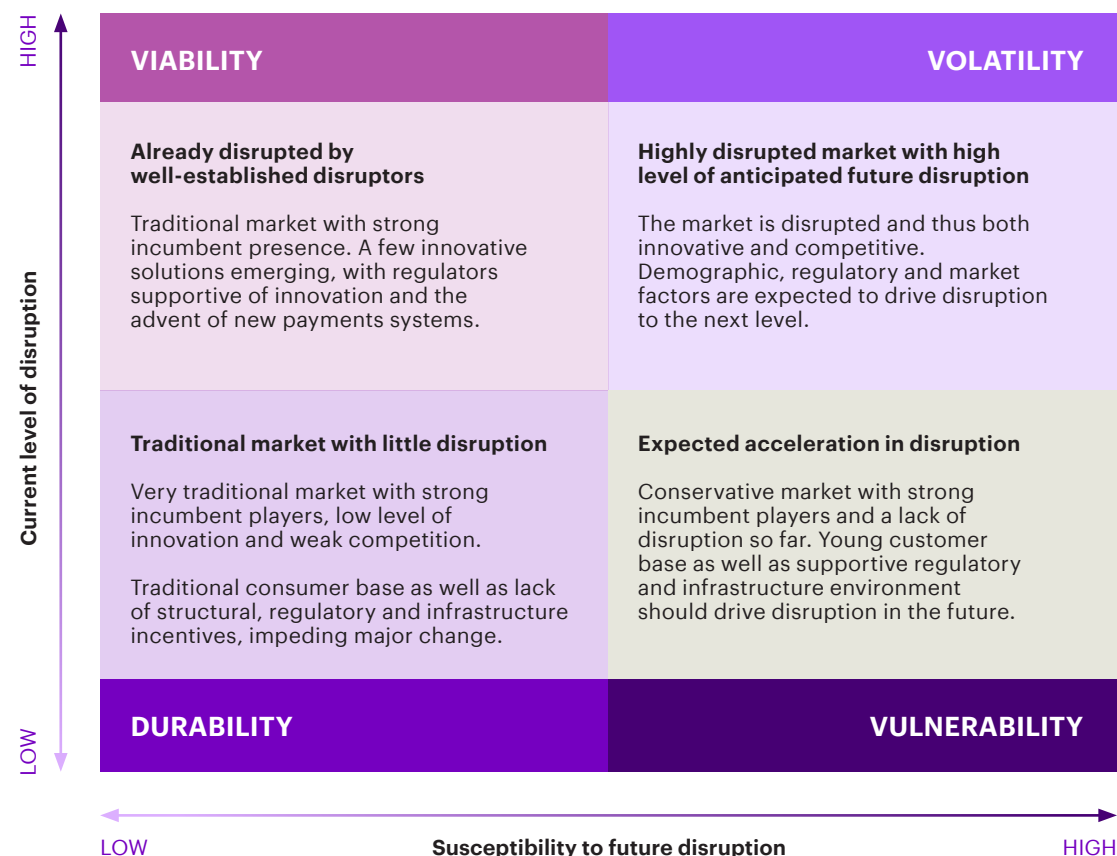 HIGH
Current level of disruption
LOW
VIABILITY
Already disrupted by
well-established disruptors
Traditional market with strong
incumbent presence. A few innovative
solutions emerging, with regulators
supportive of innovation and the
advent of new payments systems.
VOLATILITY
Highly disrupted market with high
level of anticipated future disruption
The market is disrupted and thus both
innovative and competitive.
Demographic, regulatory and market
factors are expected to drive disruption
to the next level.
Traditional market with little disruption
Very traditional market with strong
incumbent players, low level of
innovation and weak competition.
Traditional consumer base as well as lack
of structural, regulatory and infrastructure
incentives, impeding major change.
DURABILITY
Expected acceleration in disruption
Conservative market with strong
incumbent players and a lack of
disruption so far. Young customer
base as well as supportive regulatory
and infrastructure environment
should drive disruption in the future.
VULNERABILITY
LOW
Susceptibility to future disruption
HIGH